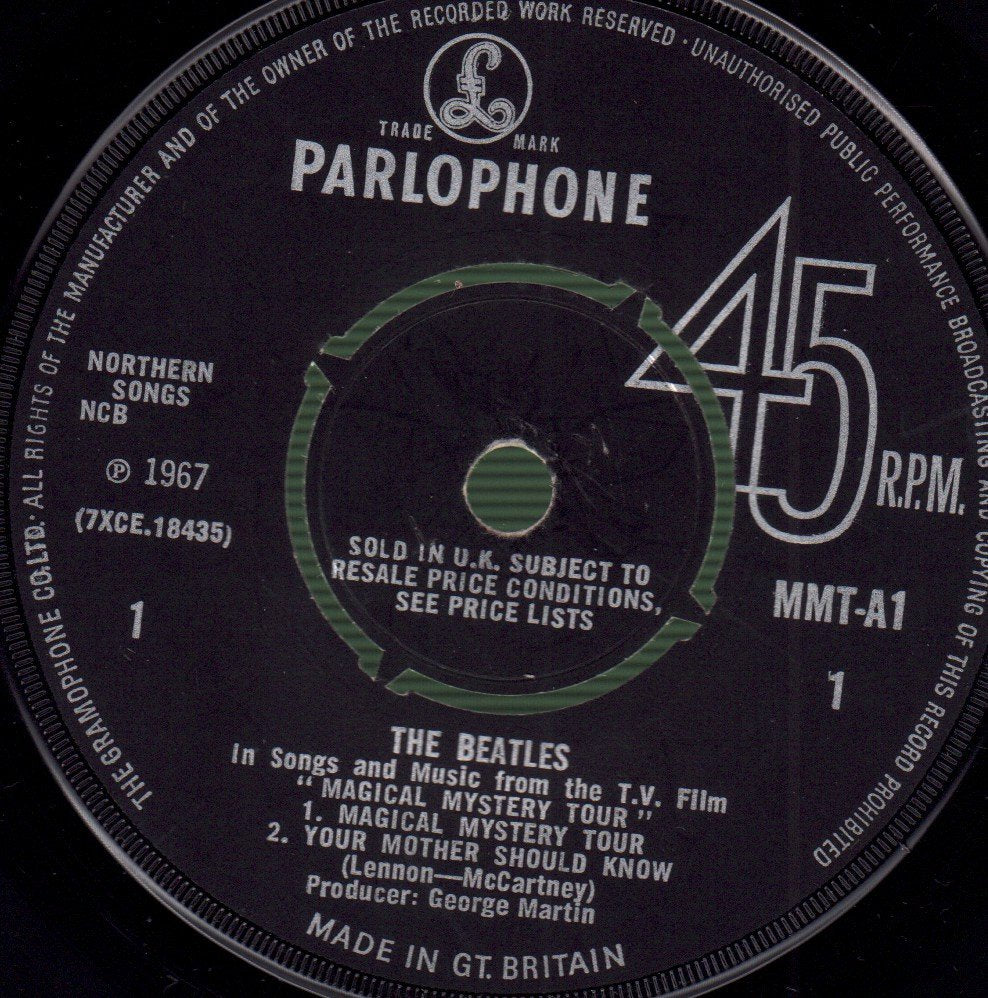 THE GRAMOPHONE CO.LTD. ALL RIGHTS OF THE MANUFACTURER AND OF THE OWNER OF THE RECORDED WORK RESERVED · UNAUTHORISED PUBLIC PERFORMANCE BROADCASTING AND COPYING OF THIS RECORD PROHIBITED
£
TRADE MARK
PARLOPHONE
45 R.P.M.
NORTHERN
SONGS
NCB
℗ 1967
(7XCE.18435)
1
SOLD IN U.K. SUBJECT TO
RESALE PRICE CONDITIONS,
SEE PRICE LISTS
MMT-A1
1
THE BEATLES
In Songs and Music from the T.V. Film
"MAGICAL MYSTERY TOUR"
1. MAGICAL MYSTERY TOUR
2. YOUR MOTHER SHOULD KNOW
(Lennon—McCartney)
Producer: George Martin
MADE IN GT. BRITAIN